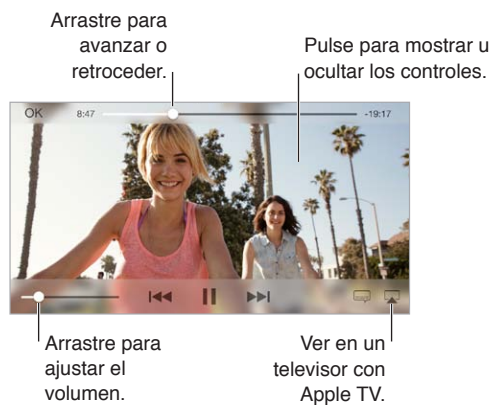 Arrastre para
avanzar o
retroceder.
Pulse para mostrar u
ocultar los controles.
OK
8:47
-19:17
Arrastre para
ajustar el
volumen.
Ver en un
televisor con
Apple TV.